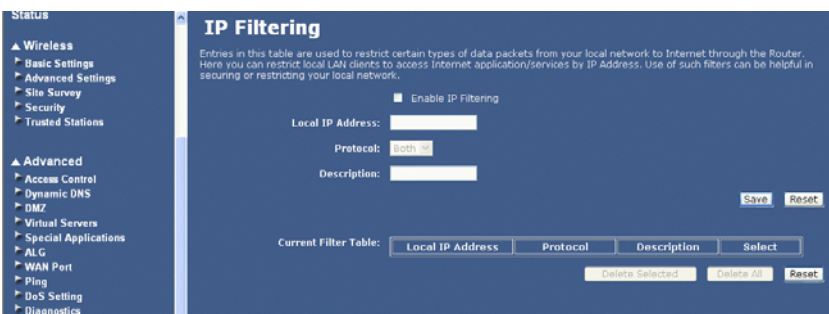 Status
Wireless
Basic Settings
Advanced Settings
Site Survey
Security
Trusted Stations
Advanced
Access Control
Dynamic DNS
DMZ
Virtual Servers
Special Applications
ALG
WAN Port
Ping
DoS Setting
Diagnostics
IP Filtering
Entries in this table are used to restrict certain types of data packets from your local network to Internet through the Router.
Here you can restrict local LAN clients to access Internet application/services by IP Address. Use of such filters can be helpful in
securing or restricting your local network.
Enable IP Filtering
Local IP Address:
Protocol: Both
Description:
Save Reset
Current Filter Table: Local IP Address Protocol Description Select
Delete Selected Delete All Reset